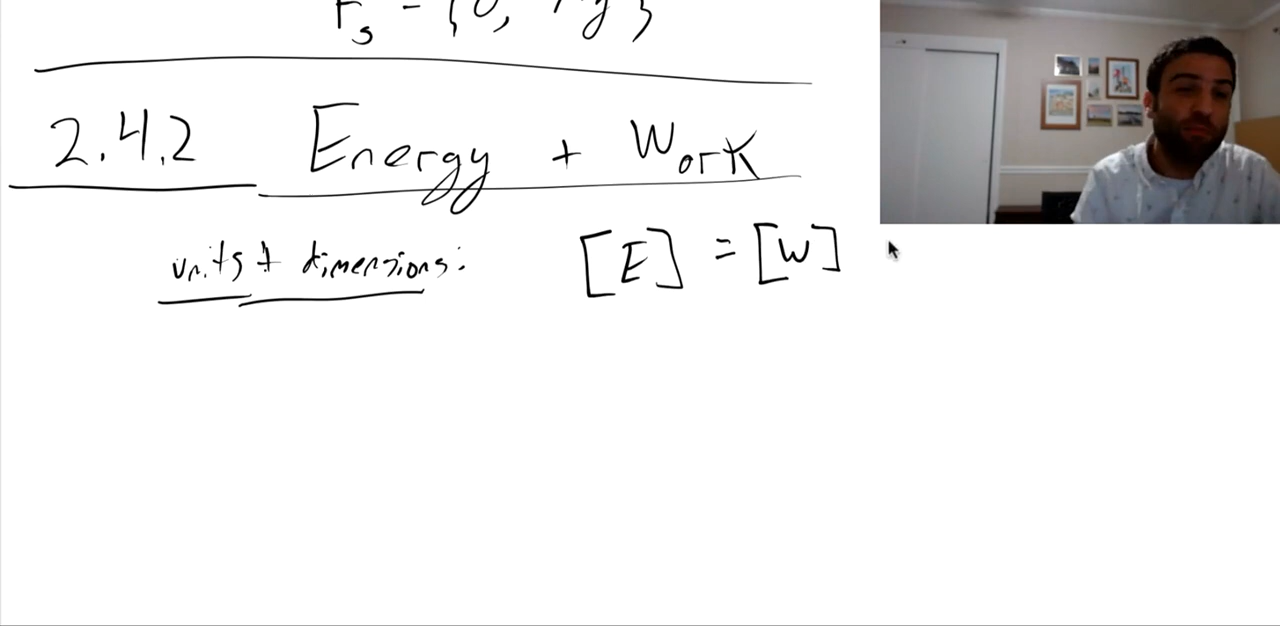 2.4.2 Energy + Work
units + dimensions: [E] = [W]